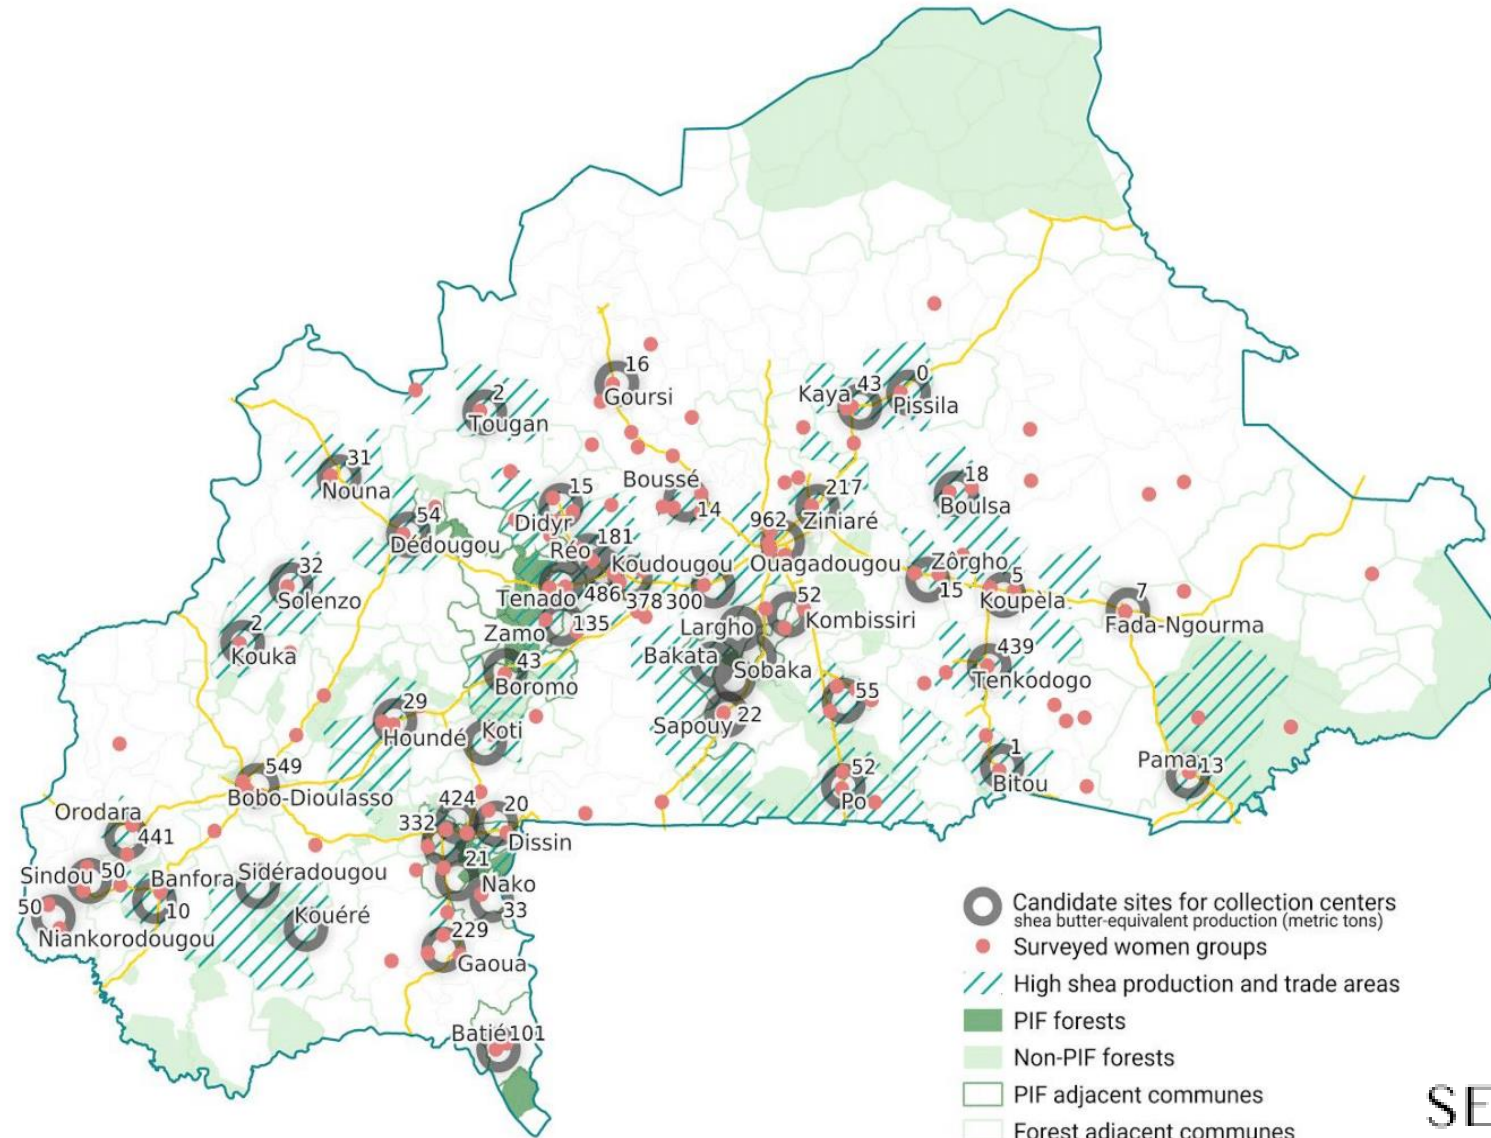 16
Goursi
Kaya 43
0
Pissila
2
Tougan
31
Nouna
Boussé
14
18
Boulsa
15
Didyr
217
Ziniaré
54
Dédougou
962
Ouagadougou
181
Réo
Koudougou
Zôrgho
15
32
Solenzo
Tenado
486 378 300
5
Koupèla
7
Fada-Ngourma
52
Kombissiri
2
Kouka
Zamo
135
Largho
Bakata
Sobaka
439
Tenkodogo
43
Boromo
55
29
Houndé
Koti
Sapouy 22
549
Bobo-Dioulasso
52
Po
1
Bitou
Pama 13
Orodara
441
424
332
20
Dissin
21
Sindou 50
Banfora
10
Sidéradougou
Nako
33
50
Niankorodougou
Kouéré
229
Gaoua
Batié 101
Candidate sites for collection centers
shea butter-equivalent production (metric tons)
Surveyed women groups
High shea production and trade areas
PIF forests
Non-PIF forests
PIF adjacent communes
Forest adjacent communes
SE